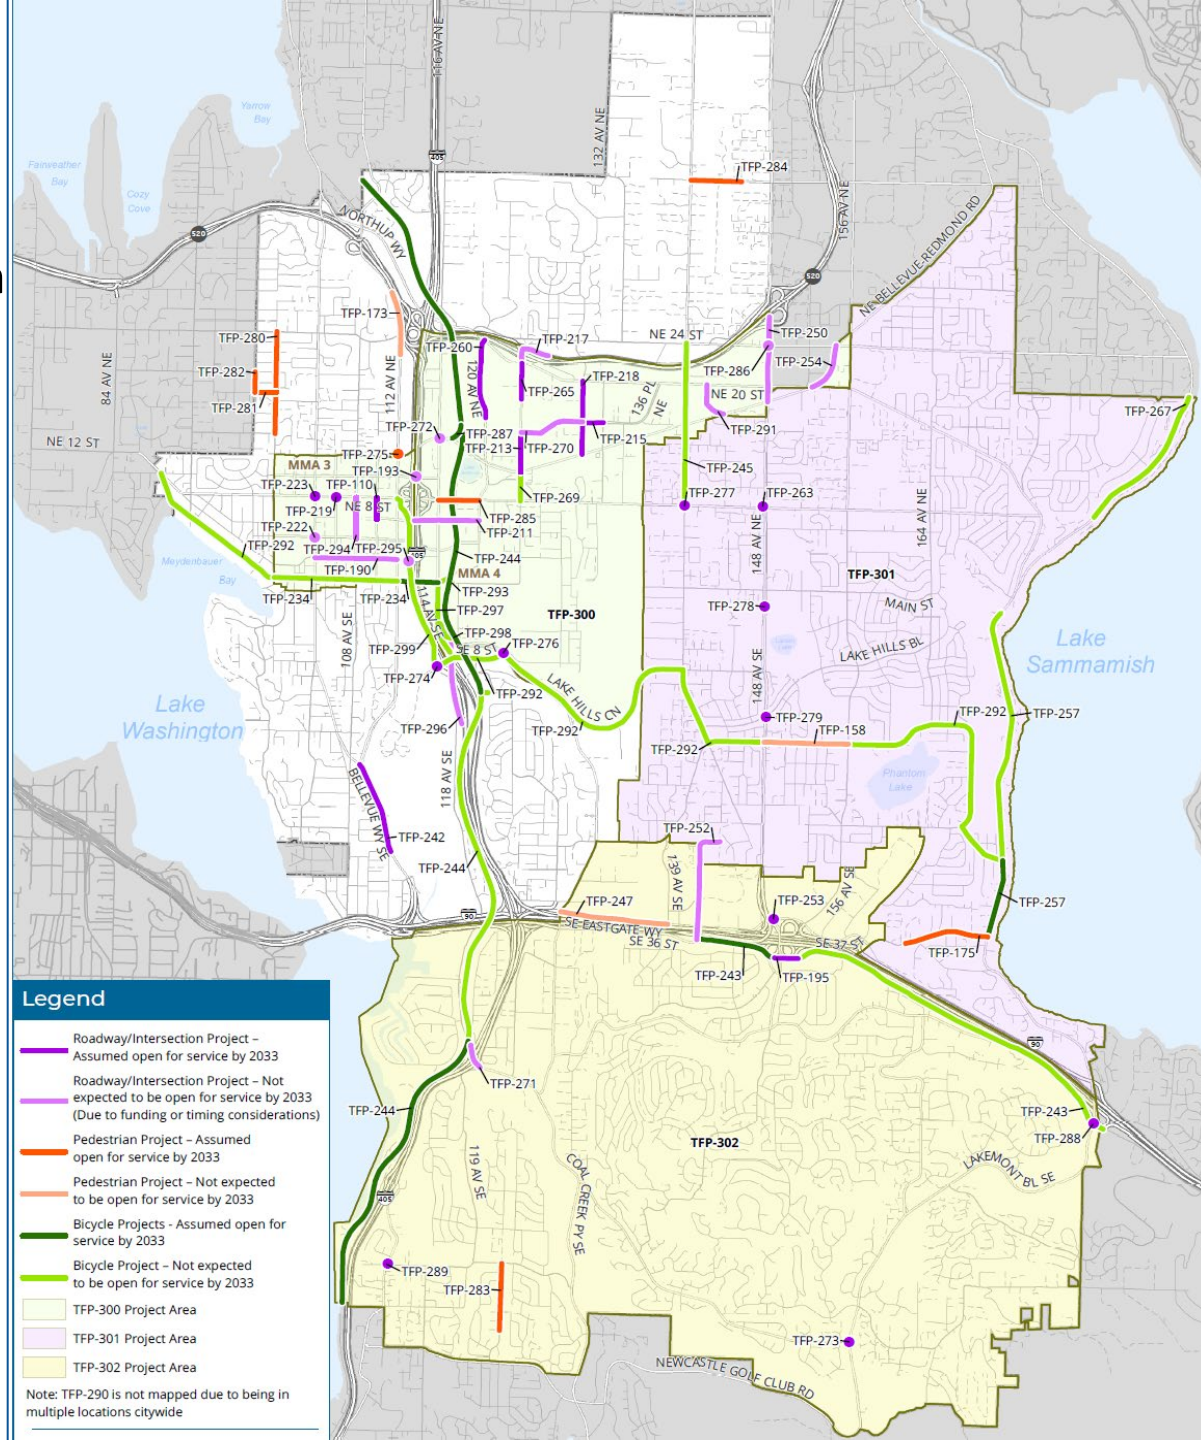 116 AV NE
Yarrow
Bay
Fairweather
Bay
Cozy
Cove
405
132 AV NE
TFP-284
156 AV NE
520
NORTHUP WY
520
NE BELLEVUE-REDMOND RD
TFP-173
TFP-280
TFP-217
NE 24 ST
TFP-250
TFP-260
84 AV NE
112 AV NE
120 AV NE
TFP-282
TFP-286
TFP-254
TFP-218
TFP-265
136 PL
NE
NE 20 ST
TFP-281
TFP-267
TFP-272
TFP-287
TFP-291
NE 12 ST
TFP-213
TFP-270
TFP-215
TFP-275
MMA 3
TFP-193
TFP-245
TFP-223
TFP-110
TFP-269
TFP-277
TFP-263
NE 8 ST
TFP-219
TFP-285
164 AV NE
TFP-222
TFP-211
148 AV NE
TFP-292
TFP-294
TFP-295
405
TFP-244
Meydenbauer
Bay
TFP-190
MMA 4
TFP-301
TFP-234
TFP-234
114 AV SE
TFP-293
TFP-297
TFP-300
TFP-278
MAIN ST
108 AV SE
TFP-298
TFP-276
TFP-299
SE 8 ST
LAKE HILLS BL
Lake
Sammamish
TFP-274
148 AV SE
LAKE HILLS CN
TFP-292
Lake
Washington
TFP-296
TFP-292
TFP-279
TFP-292
TFP-257
TFP-158
TFP-292
118 AV SE
BELLEVUE WY SE
Phantom
Lake
TFP-242
TFP-252
TFP-244
139 AV SE
156 AV SE
TFP-247
TFP-253
TFP-257
90
SE EASTGATE WY
SE 36 ST
SE 37 ST
TFP-175
TFP-243
TFP-195
90
TFP-271
TFP-244
TFP-243
TFP-288
TFP-302
119 AV SE
COAL CREEK PY SE
LAKEMONT BL SE
405
TFP-289
TFP-283
TFP-273
NEWCASTLE GOLF CLUB RD
Legend
Roadway/Intersection Project –
Assumed open for service by 2033
Roadway/Intersection Project – Not
expected to be open for service by 2033
(Due to funding or timing considerations)
Pedestrian Project – Assumed
open for service by 2033
Pedestrian Project – Not expected
to be open for service by 2033
Bicycle Projects - Assumed open for
service by 2033
Bicycle Project – Not expected
to be open for service by 2033
TFP-300 Project Area
TFP-301 Project Area
TFP-302 Project Area
Note: TFP-290 is not mapped due to being in
multiple locations citywide